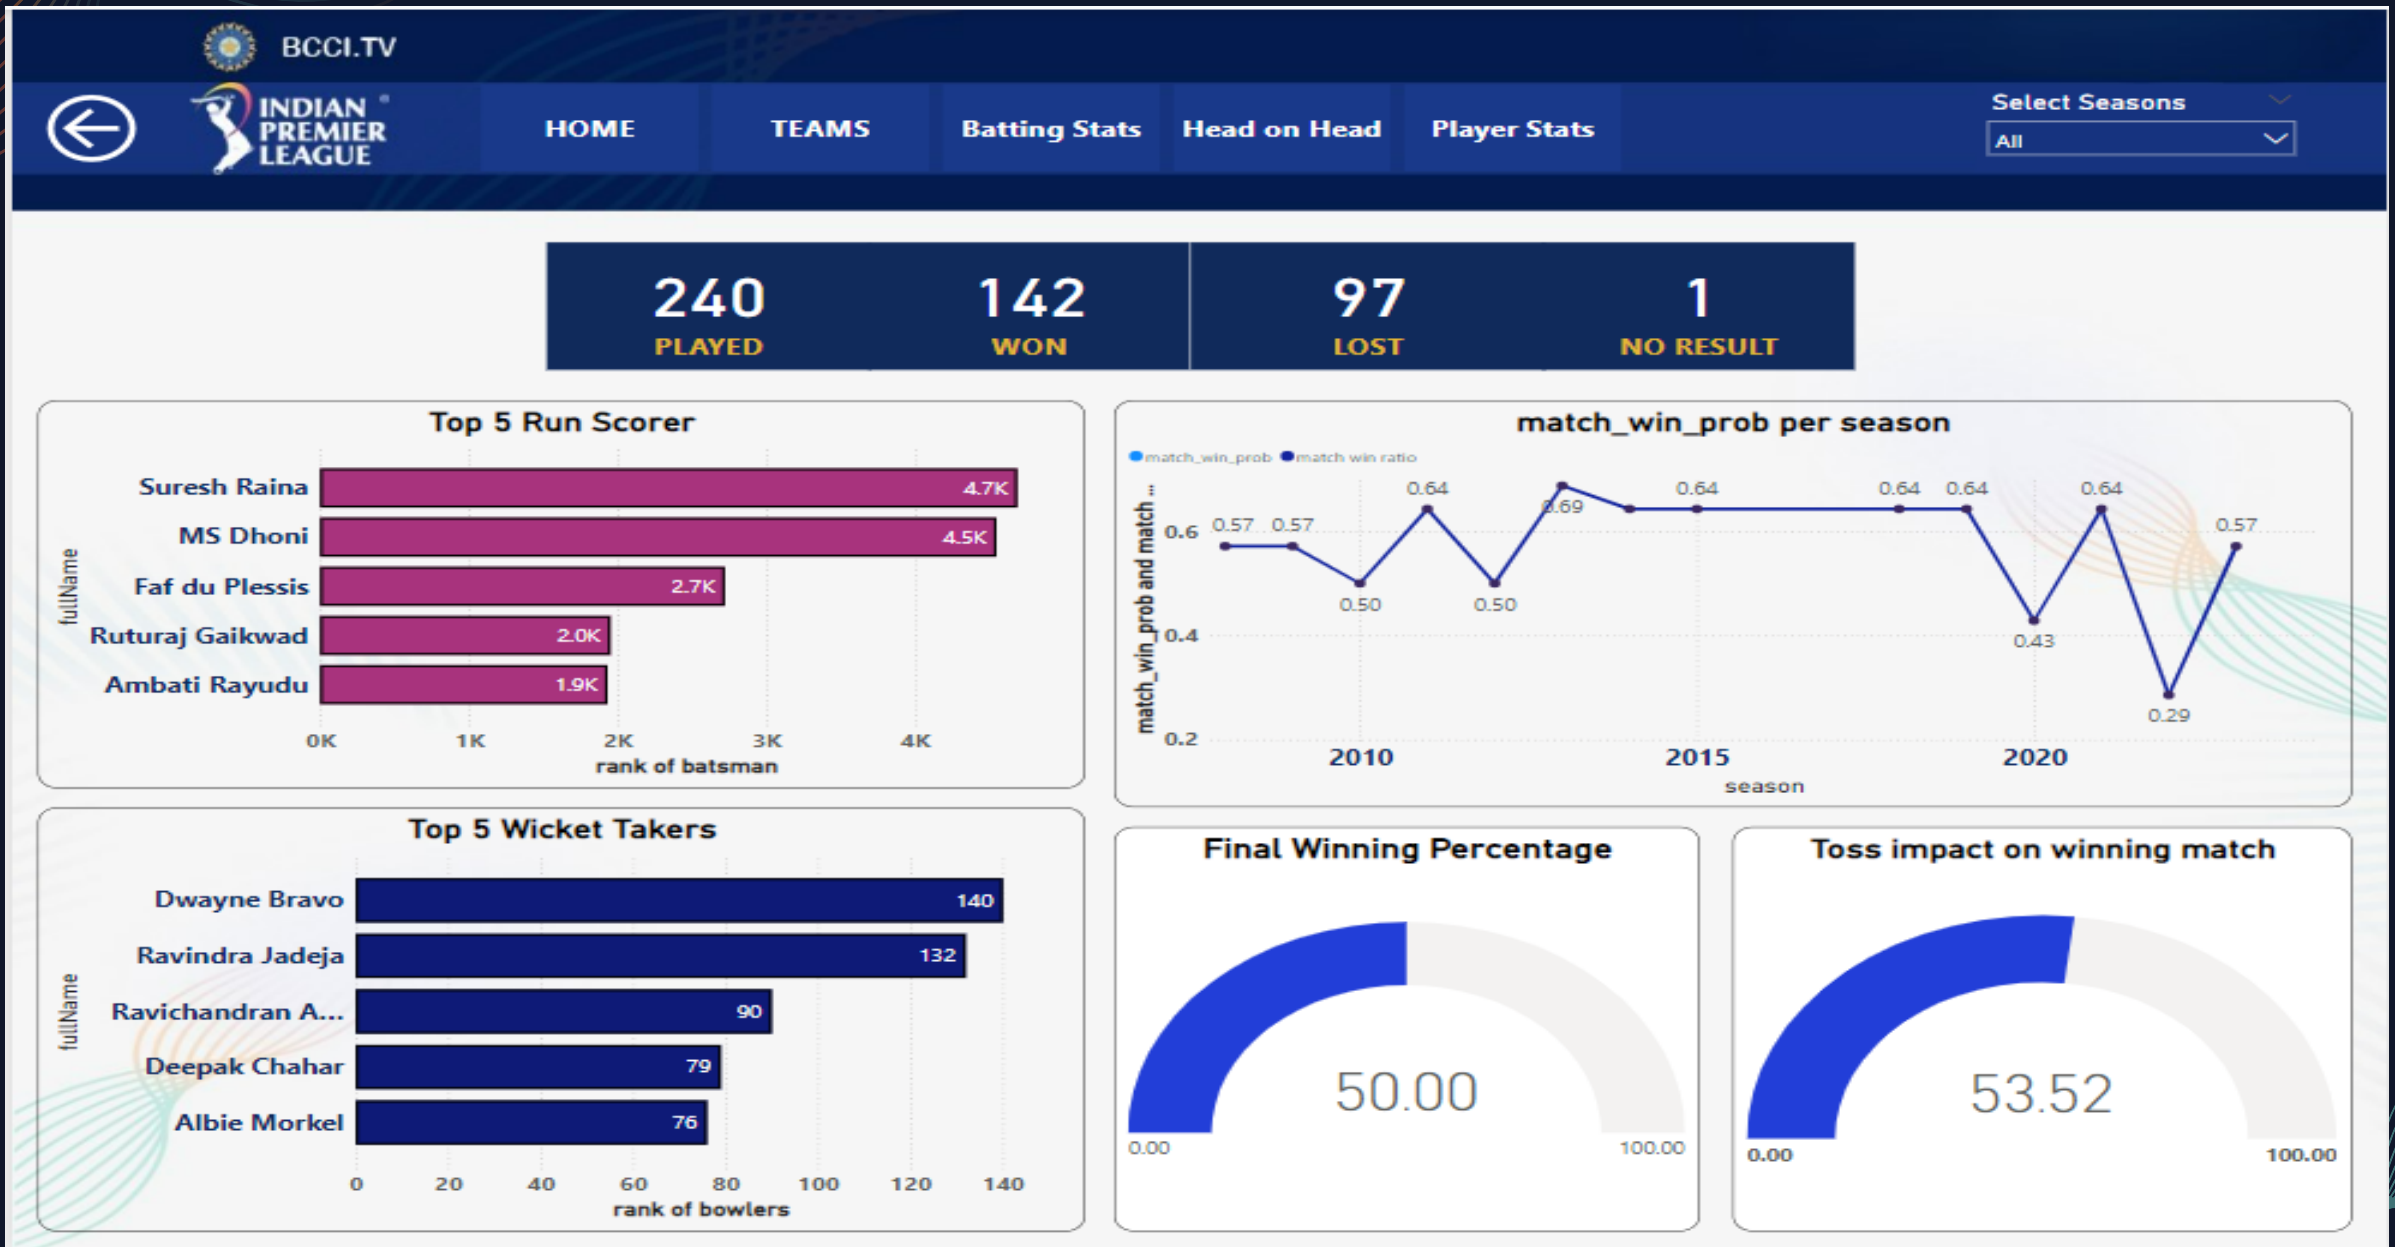 BCCI.TV
INDIAN
PREMIER
LEAGUE
HOME
TEAMS
Batting Stats
Head on Head
Player Stats
Select Seasons
All
240
PLAYED
142
WON
97
LOST
1
NO RESULT
Top 5 Run Scorer
fullName
Suresh Raina
4.7K
MS Dhoni
4.5K
Faf du Plessis
2.7K
Ruturaj Gaikwad
2.0K
Ambati Rayudu
1.9K
0K 1K 2K 3K 4K
rank of batsman
match_win_prob per season
match_win_prob match win ratio
match_win_prob and match ...
0.6
0.4
0.2
0.57 0.57 0.50 0.64 0.50 0.69 0.64 0.64 0.64 0.43 0.64 0.29 0.57
2010 2015 2020
season
Top 5 Wicket Takers
fullName
Dwayne Bravo
140
Ravindra Jadeja
132
Ravichandran A...
90
Deepak Chahar
79
Albie Morkel
76
0 20 40 60 80 100 120 140
rank of bowlers
Final Winning Percentage
50.00
0.00 100.00
Toss impact on winning match
53.52
0.00 100.00